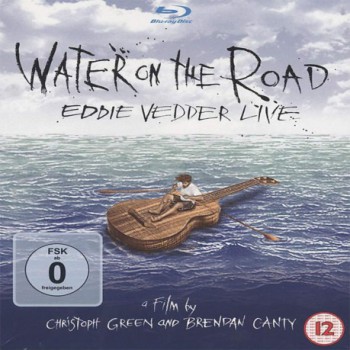 Blu-ray Disc
WATER ON THE ROAD
EDDIE VEDDER LIVE
FSK
ab
0
freigegeben
a Film by
CHRISTOPH GREEN AND BRENDAN CANTY
12